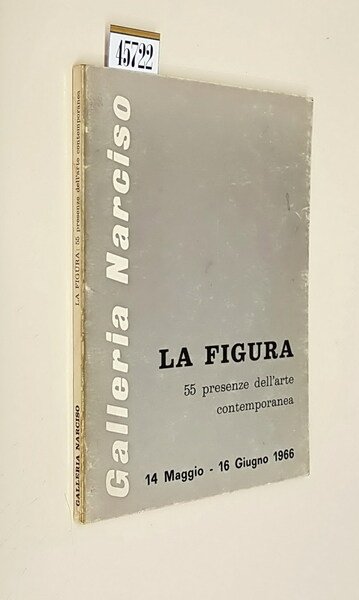 45722
Galleria Narciso
LA FIGURA
55 presenze dell'arte
contemporanea
14 Maggio - 16 Giugno 1966
GALLERIA NARCISO
LA FIGURA: 55 presenze dell'arte contemporanea